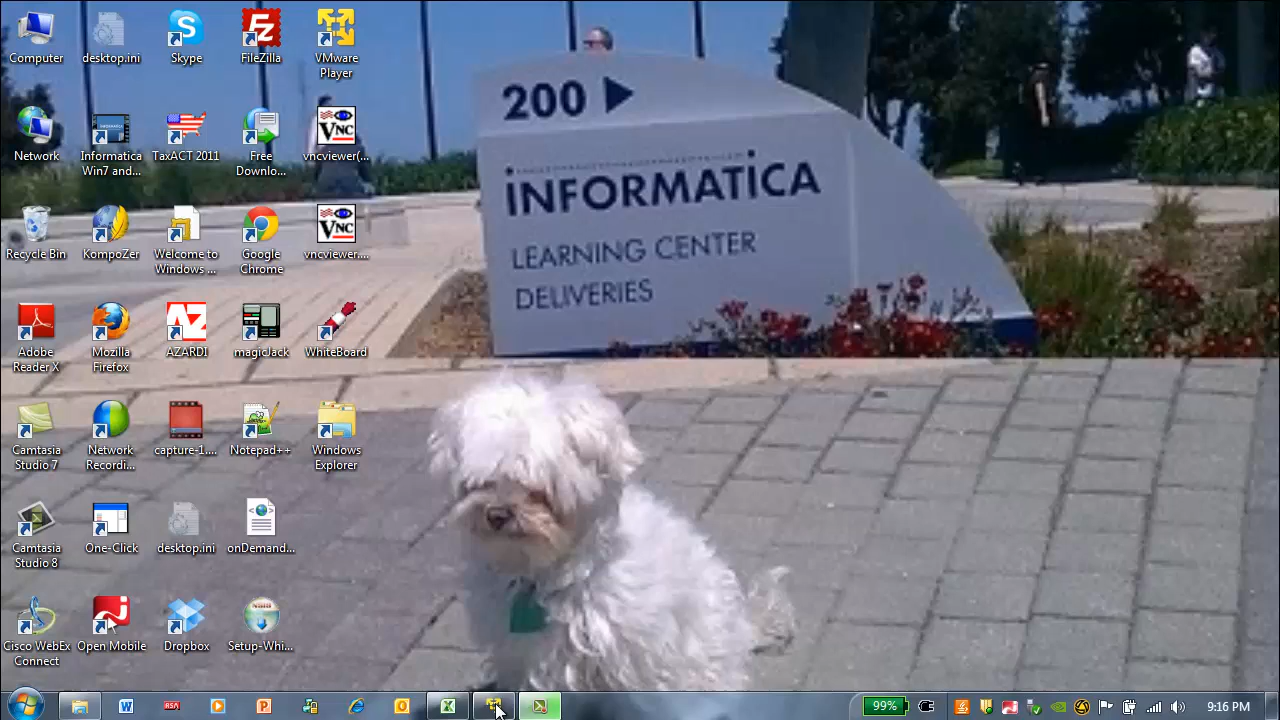 Computer
desktop.ini
Skype
FileZilla
VMware
Player
Network
Informatica
Win7 and...
TaxACT 2011
Free
Downlo...
VNC
vncviewer(...
Recycle Bin
KompoZer
Welcome to
Windows ...
Google
Chrome
VNC
vncviewer....
Adobe
Reader X
Mozilla
Firefox
AZARDI
magicJack
WhiteBoard
Camtasia
Studio 7
Network
Recordi...
capture-1....
Notepad++
Windows
Explorer
Camtasia
Studio 8
One-Click
desktop.ini
onDemand...
Cisco WebEx
Connect
Open Mobile
Dropbox
Setup-Whi...
200
INFORMATICA
LEARNING CENTER
DELIVERIES
RSA
99%
9:16 PM